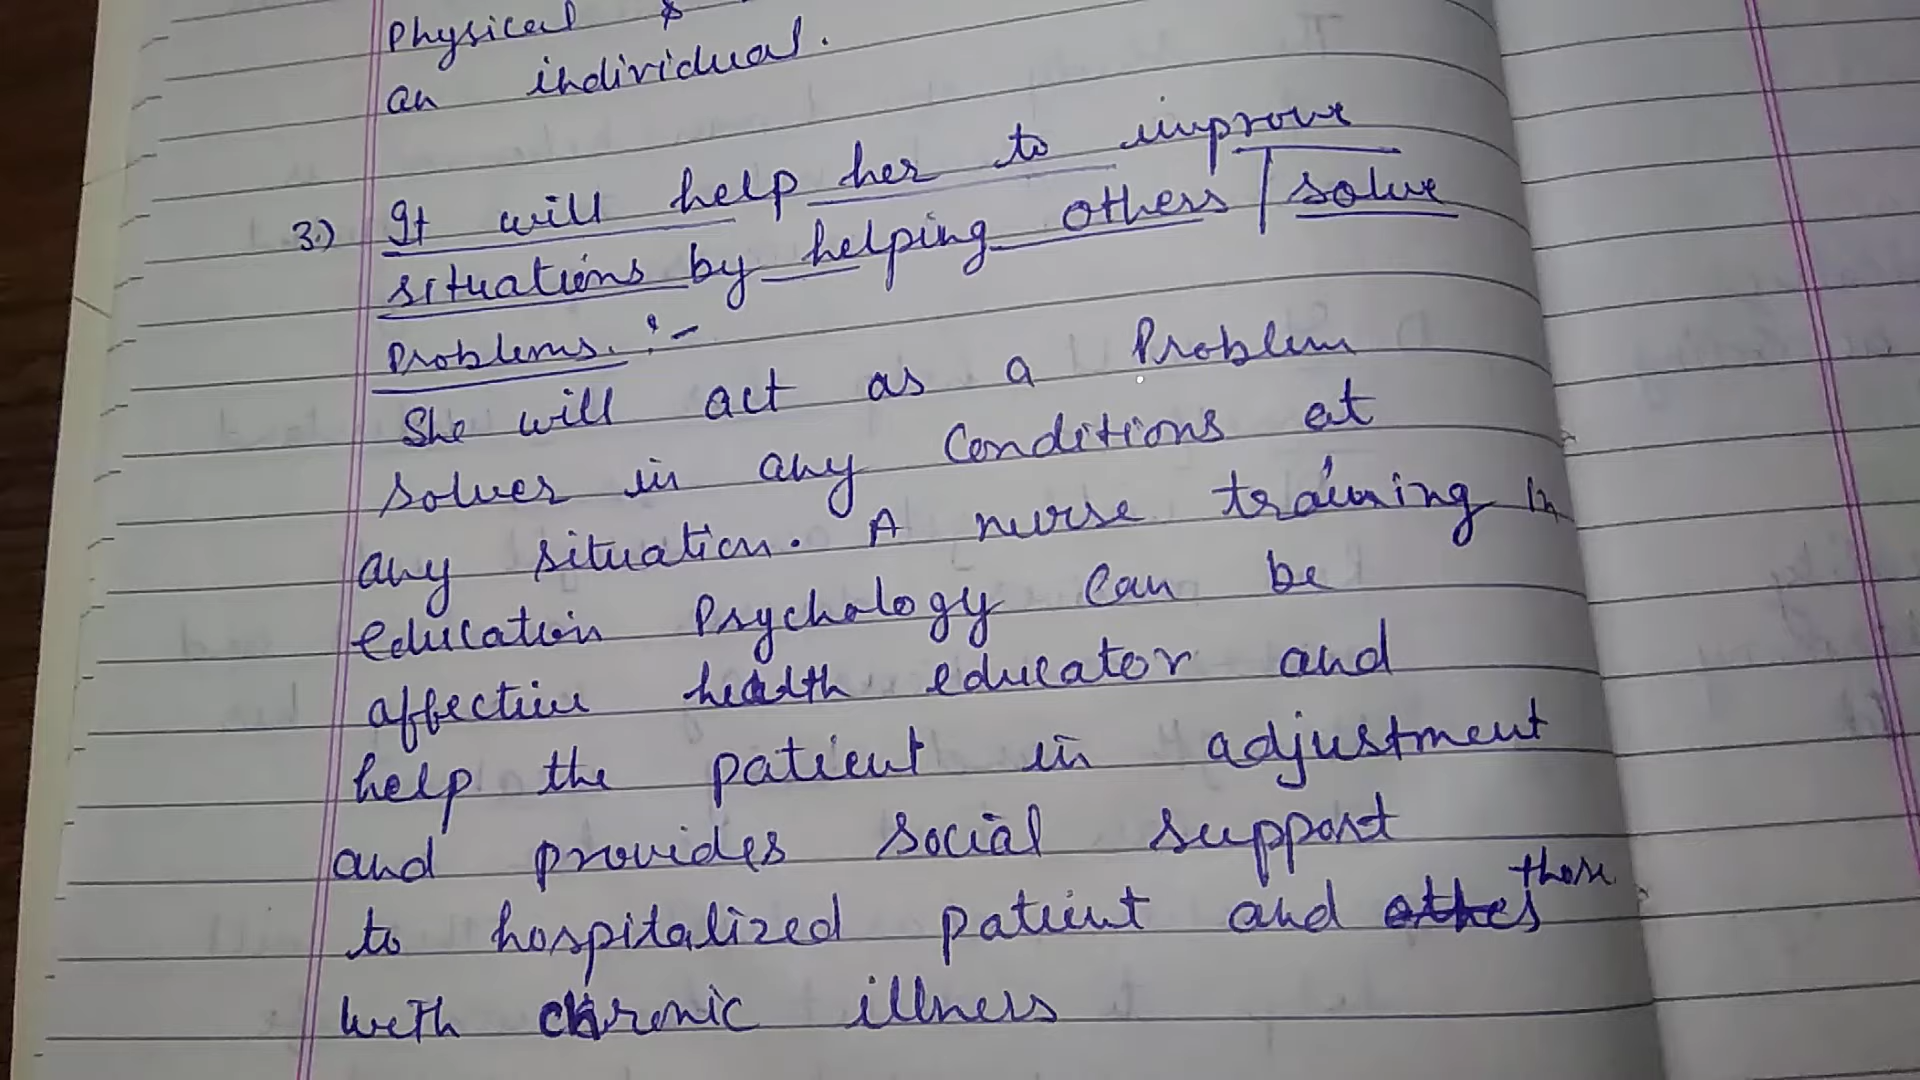 Physical &
an individual.
3.) It will help her to improve
situations by helping others / solve
Problems. :-
She will act as a Problem
solver in any Conditions at
any situation. A nurse training in
education Psychology can be
affective health educator and
help the patient in adjustment
and provides social support
to hospitalized patient and those
with chronic illness